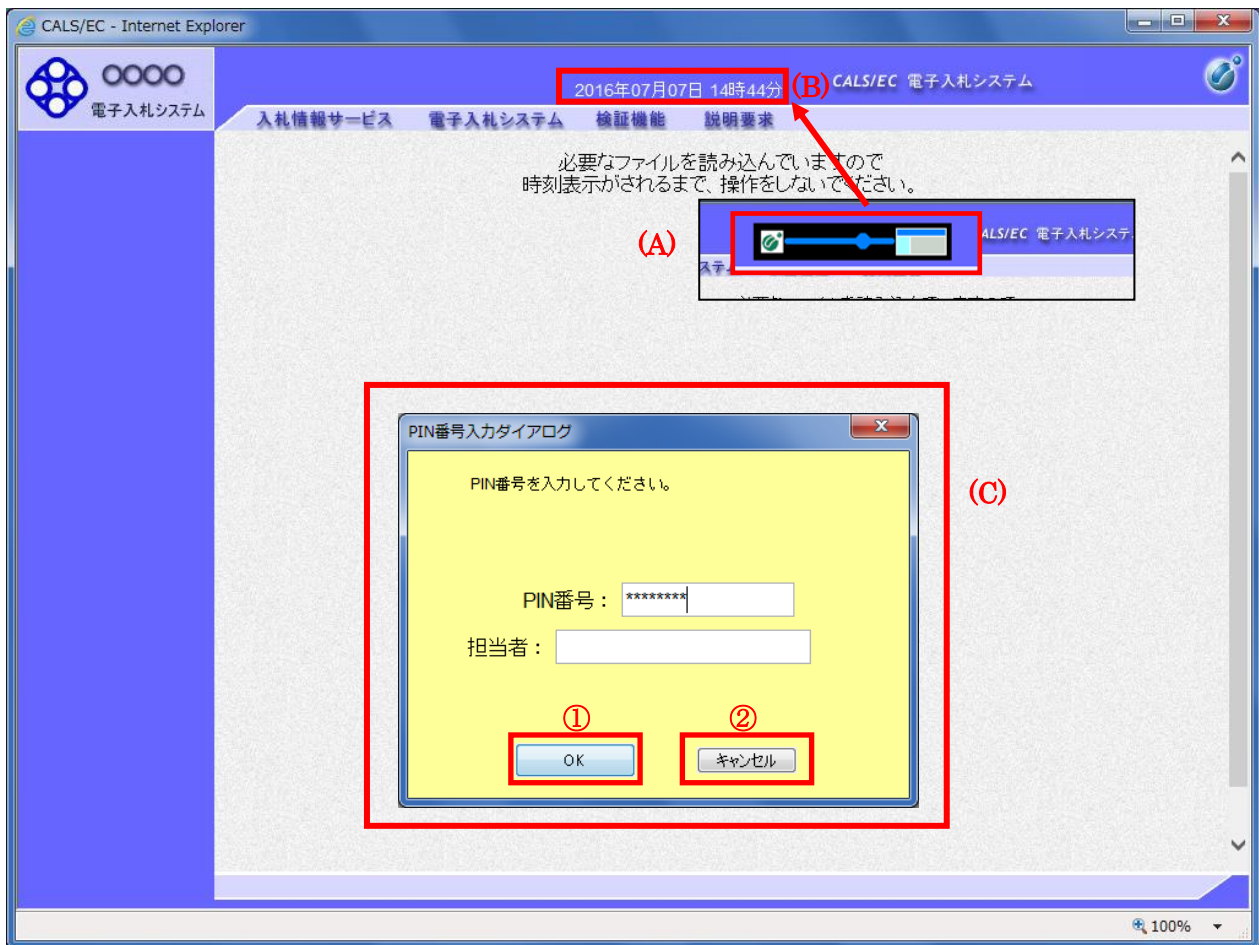 CALS/EC - Internet Explorer
○○○○
電子入札システム
2016年07月07日 14時44分
(B)
CALS/EC 電子入札システム
入札情報サービス 電子入札システム 検証機能 説明要求
必要なファイルを読み込んでいますので
時刻表示がされるまで、操作をしないでください。
(A)
ALS/EC 電子入札システ
ステ
(C)
PIN番号入力ダイアログ
PIN番号を入力してください。
PIN番号： ********
担当者：
① ②
OK キャンセル
100%